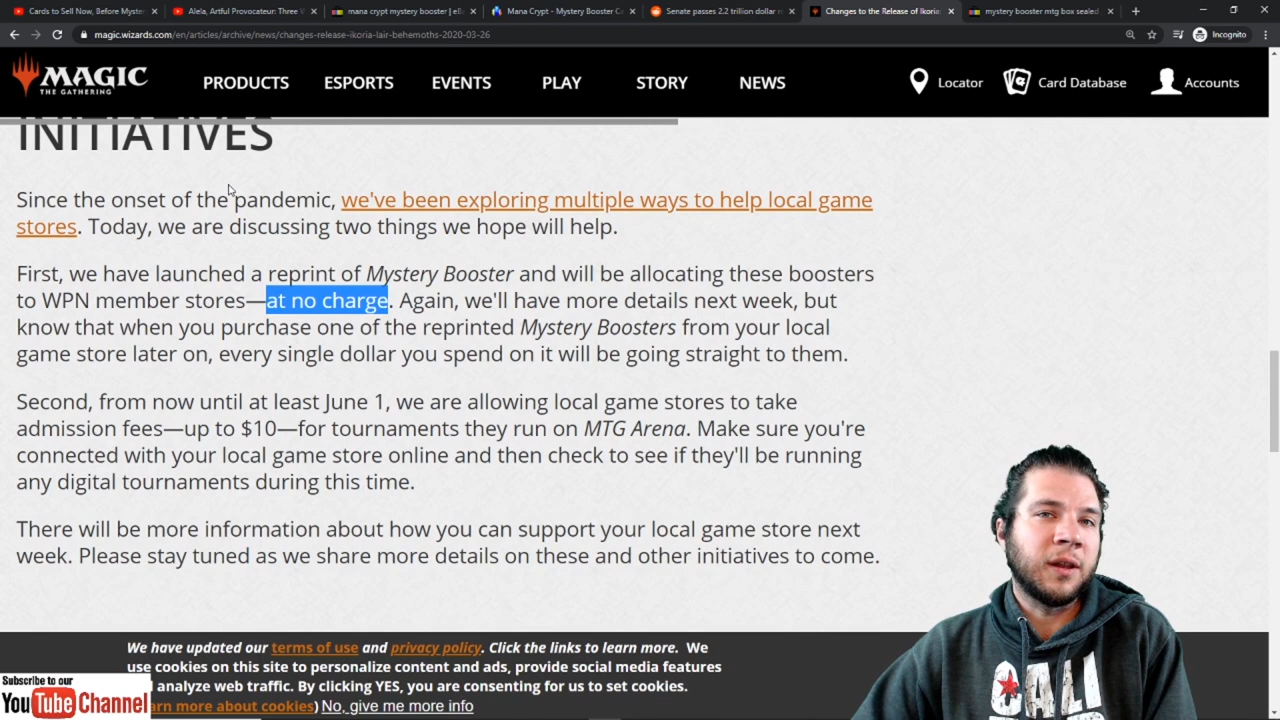 Cards to Sell Now, Before Myster
Alela, Artful Provocateur: Three V
mana crypt mystery booster | eB
Mana Crypt - Mystery Booster C
Senate passes 2.2 trillion dollar r
Changes to the Release of Ikoria
mystery booster mtg box sealed
magic.wizards.com/en/articles/archive/news/changes-release-ikoria-lair-behemoths-2020-03-26
Incognito
MAGIC
THE GATHERING
PRODUCTS
ESPORTS
EVENTS
PLAY
STORY
NEWS
Locator
Card Database
Accounts
INITIATIVES
Since the onset of the pandemic, we've been exploring multiple ways to help local game
stores. Today, we are discussing two things we hope will help.
First, we have launched a reprint of Mystery Booster and will be allocating these boosters
to WPN member stores—at no charge. Again, we'll have more details next week, but
know that when you purchase one of the reprinted Mystery Boosters from your local
game store later on, every single dollar you spend on it will be going straight to them.
Second, from now until at least June 1, we are allowing local game stores to take
admission fees—up to $10—for tournaments they run on MTG Arena. Make sure you're
connected with your local game store online and then check to see if they'll be running
any digital tournaments during this time.
There will be more information about how you can support your local game store next
week. Please stay tuned as we share more details on these and other initiatives to come.
We have updated our terms of use and privacy policy. Click the links to learn more. We
use cookies on this site to personalize content and ads, provide social media features
analyze web traffic. By clicking YES, you are consenting for us to set cookies.
arn more about cookies) No, give me more info
Subscribe to our
YouTube Channel
CALI